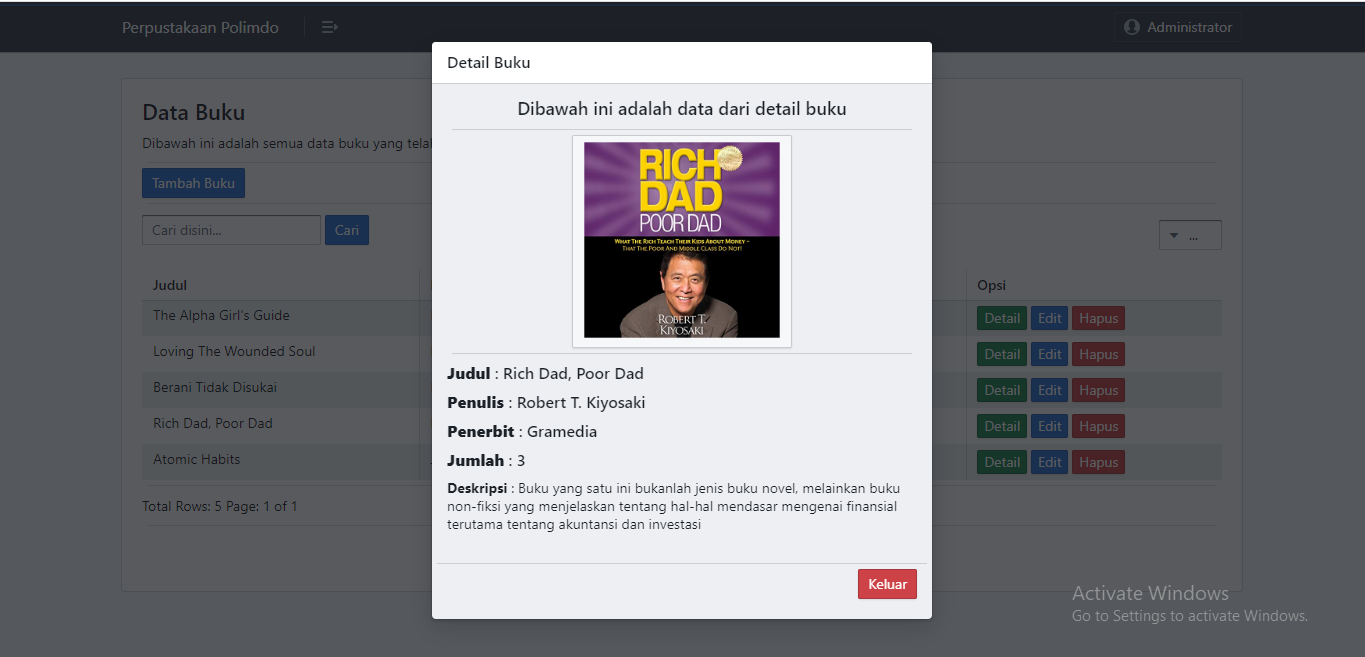 Perpustakaan Polimdo
Administrator
Detail Buku
Data Buku
Dibawah ini adalah semua data buku yang telah
Tambah Buku
Cari disini...
Cari
...
Judul
Opsi
The Alpha Girl's Guide
Detail Edit Hapus
Loving The Wounded Soul
Detail Edit Hapus
Berani Tidak Disukai
Detail Edit Hapus
Rich Dad, Poor Dad
Detail Edit Hapus
Atomic Habits
Detail Edit Hapus
Total Rows: 5 Page: 1 of 1
Dibawah ini adalah data dari detail buku
RICH
DAD
POOR DAD
WHAT THE RICH TEACH THEIR KIDS ABOUT MONEY –
THAT THE POOR AND MIDDLE CLASS DO NOT!
ROBERT T.
KIYOSAKI
Judul : Rich Dad, Poor Dad
Penulis : Robert T. Kiyosaki
Penerbit : Gramedia
Jumlah : 3
Deskripsi : Buku yang satu ini bukanlah jenis buku novel, melainkan buku
non-fiksi yang menjelaskan tentang hal-hal mendasar mengenai finansial
terutama tentang akuntansi dan investasi
Keluar
Activate Windows
Go to Settings to activate Windows.